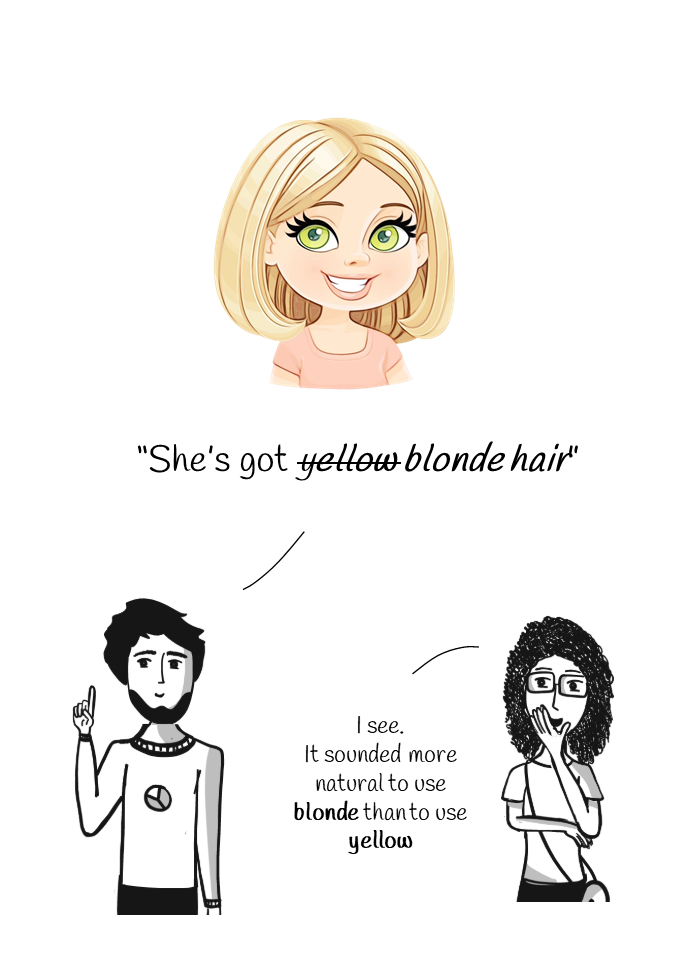 "She's got yellow blonde hair"
I see.
It sounded more
natural to use
blonde than to use
yellow